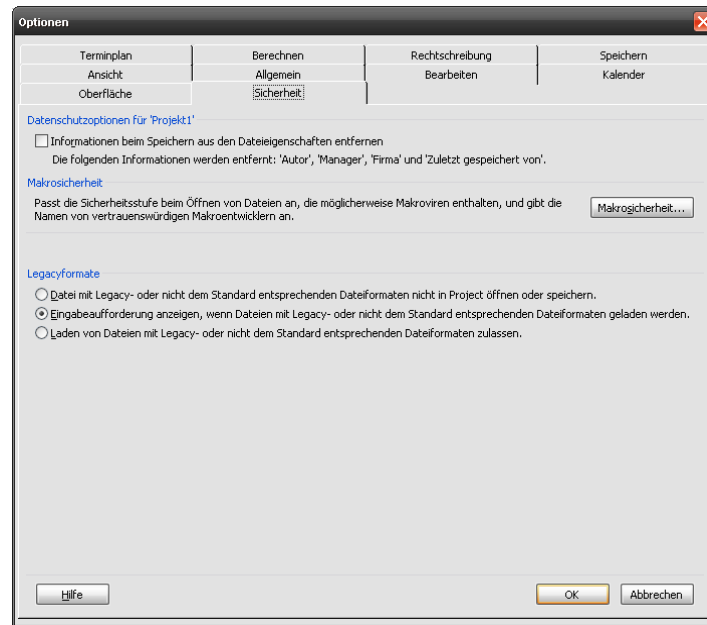 Optionen
Terminplan Berechnen Rechtschreibung Speichern
Ansicht Allgemein Bearbeiten Kalender
Oberfläche Sicherheit
Datenschutzoptionen für 'Projekt1'
Informationen beim Speichern aus den Dateieigenschaften entfernen
Die folgenden Informationen werden entfernt: 'Autor', 'Manager', 'Firma' und 'Zuletzt gespeichert von'.
Makrosicherheit
Passt die Sicherheitsstufe beim Öffnen von Dateien an, die möglicherweise Makroviren enthalten, und gibt die
Namen von vertrauenswürdigen Makroentwicklern an.
Makrosicherheit...
Legacyformate
Datei mit Legacy- oder nicht dem Standard entsprechenden Dateiformaten nicht in Project öffnen oder speichern.
Eingabeaufforderung anzeigen, wenn Dateien mit Legacy- oder nicht dem Standard entsprechenden Dateiformaten geladen werden.
Laden von Dateien mit Legacy- oder nicht dem Standard entsprechenden Dateiformaten zulassen.
Hilfe OK Abbrechen